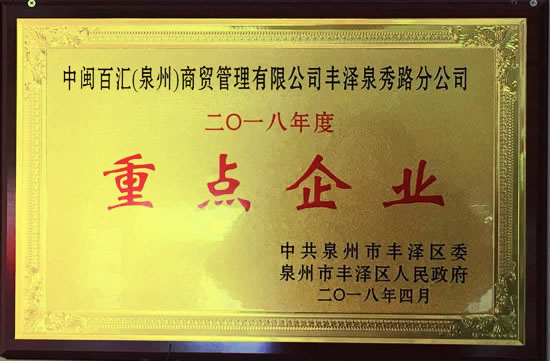 中闽百汇(泉州)商贸管理有限公司丰泽泉秀路分公司
二〇一八年度
重点企业
中共泉州市丰泽区委
泉州市丰泽区人民政府
二〇一八年四月